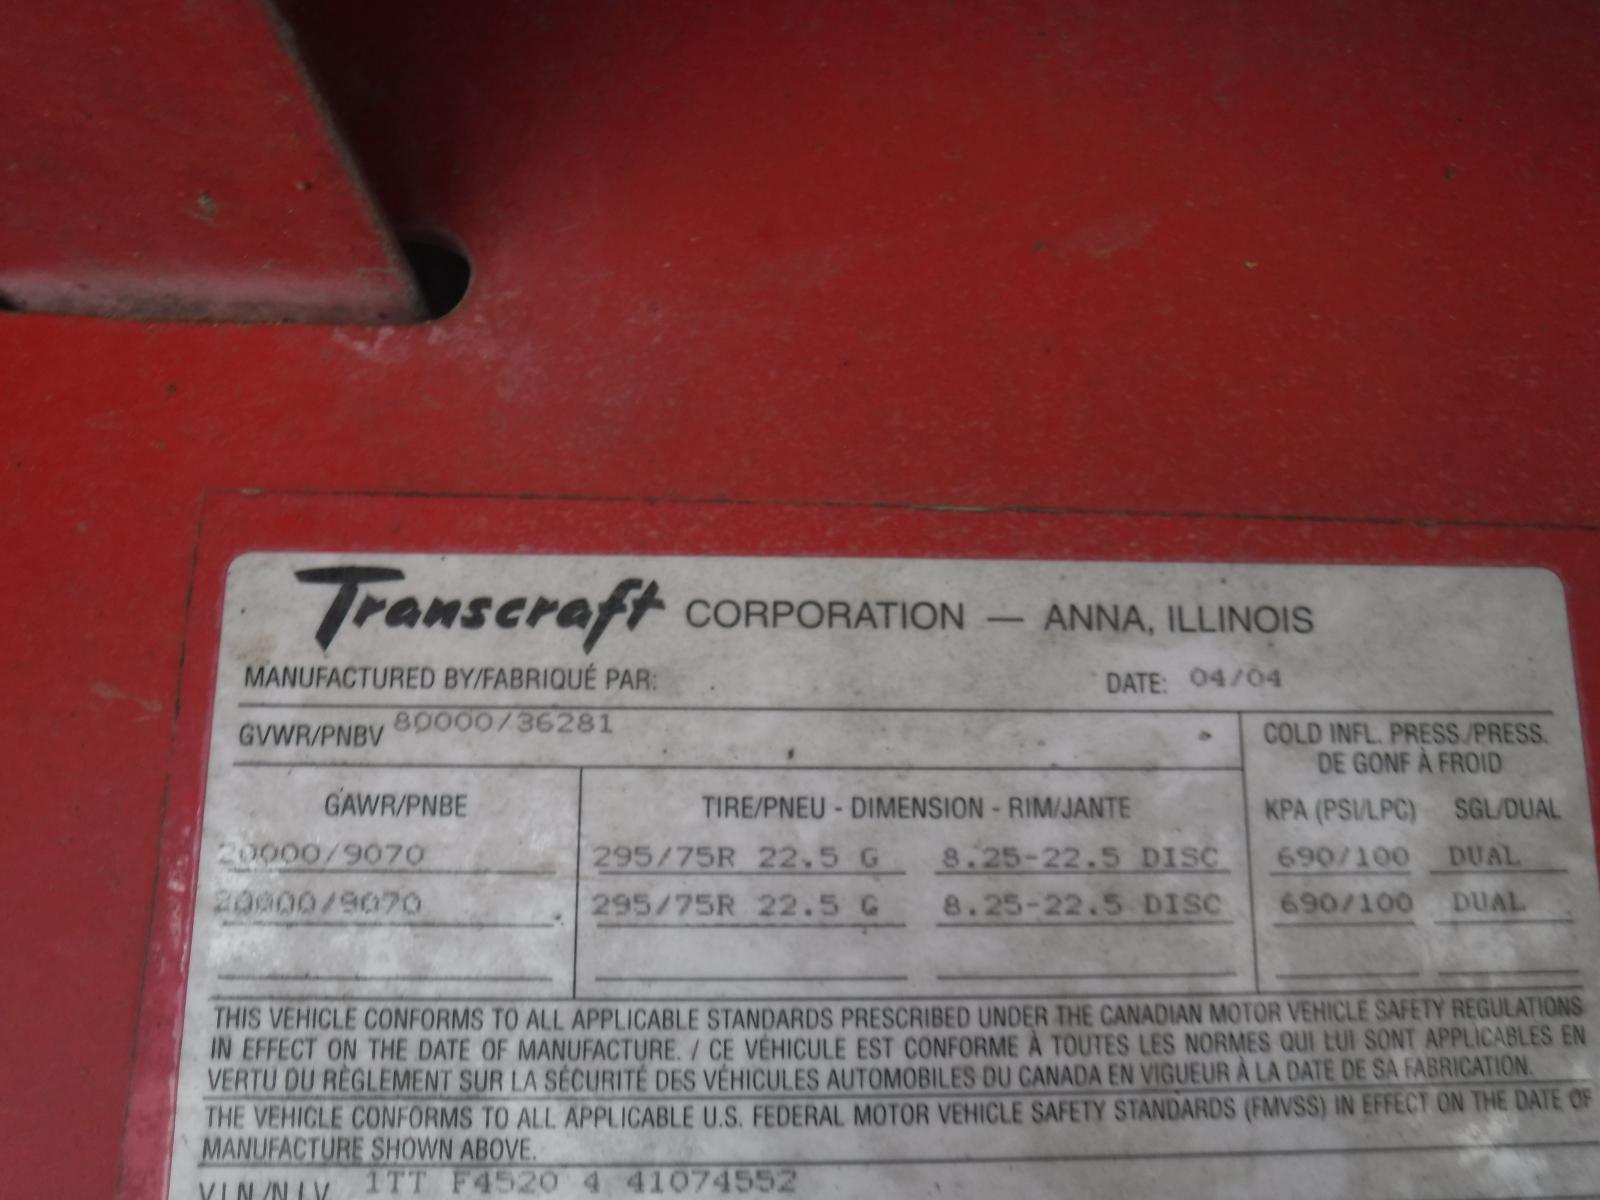 Transcraft CORPORATION — ANNA, ILLINOIS
MANUFACTURED BY/FABRIQUÉ PAR: DATE: 04/04
GVWR/PNBV 80000/36281
COLD INFL. PRESS./PRESS.
DE GONF À FROID
GAWR/PNBE TIRE/PNEU - DIMENSION - RIM/JANTE KPA (PSI/LPC) SGL/DUAL
20000/9070 295/75R 22.5 G 8.25-22.5 DISC 690/100 DUAL
20000/9070 295/75R 22.5 G 8.25-22.5 DISC 690/100 DUAL
THIS VEHICLE CONFORMS TO ALL APPLICABLE STANDARDS PRESCRIBED UNDER THE CANADIAN MOTOR VEHICLE SAFETY REGULATIONS
IN EFFECT ON THE DATE OF MANUFACTURE. / CE VÉHICULE EST CONFORME À TOUTES LES NORMES QUI LUI SONT APPLICABLES EN
VERTU DU RÈGLEMENT SUR LA SÉCURITÉ DES VÉHICULES AUTOMOBILES DU CANADA EN VIGUEUR À LA DATE DE SA FABRICATION.
THE VEHICLE CONFORMS TO ALL APPLICABLE U.S. FEDERAL MOTOR VEHICLE SAFETY STANDARDS (FMVSS) IN EFFECT ON THE DATE OF
MANUFACTURE SHOWN ABOVE.
V.I.N./N.I.V. 1TT F4520 4 41074552